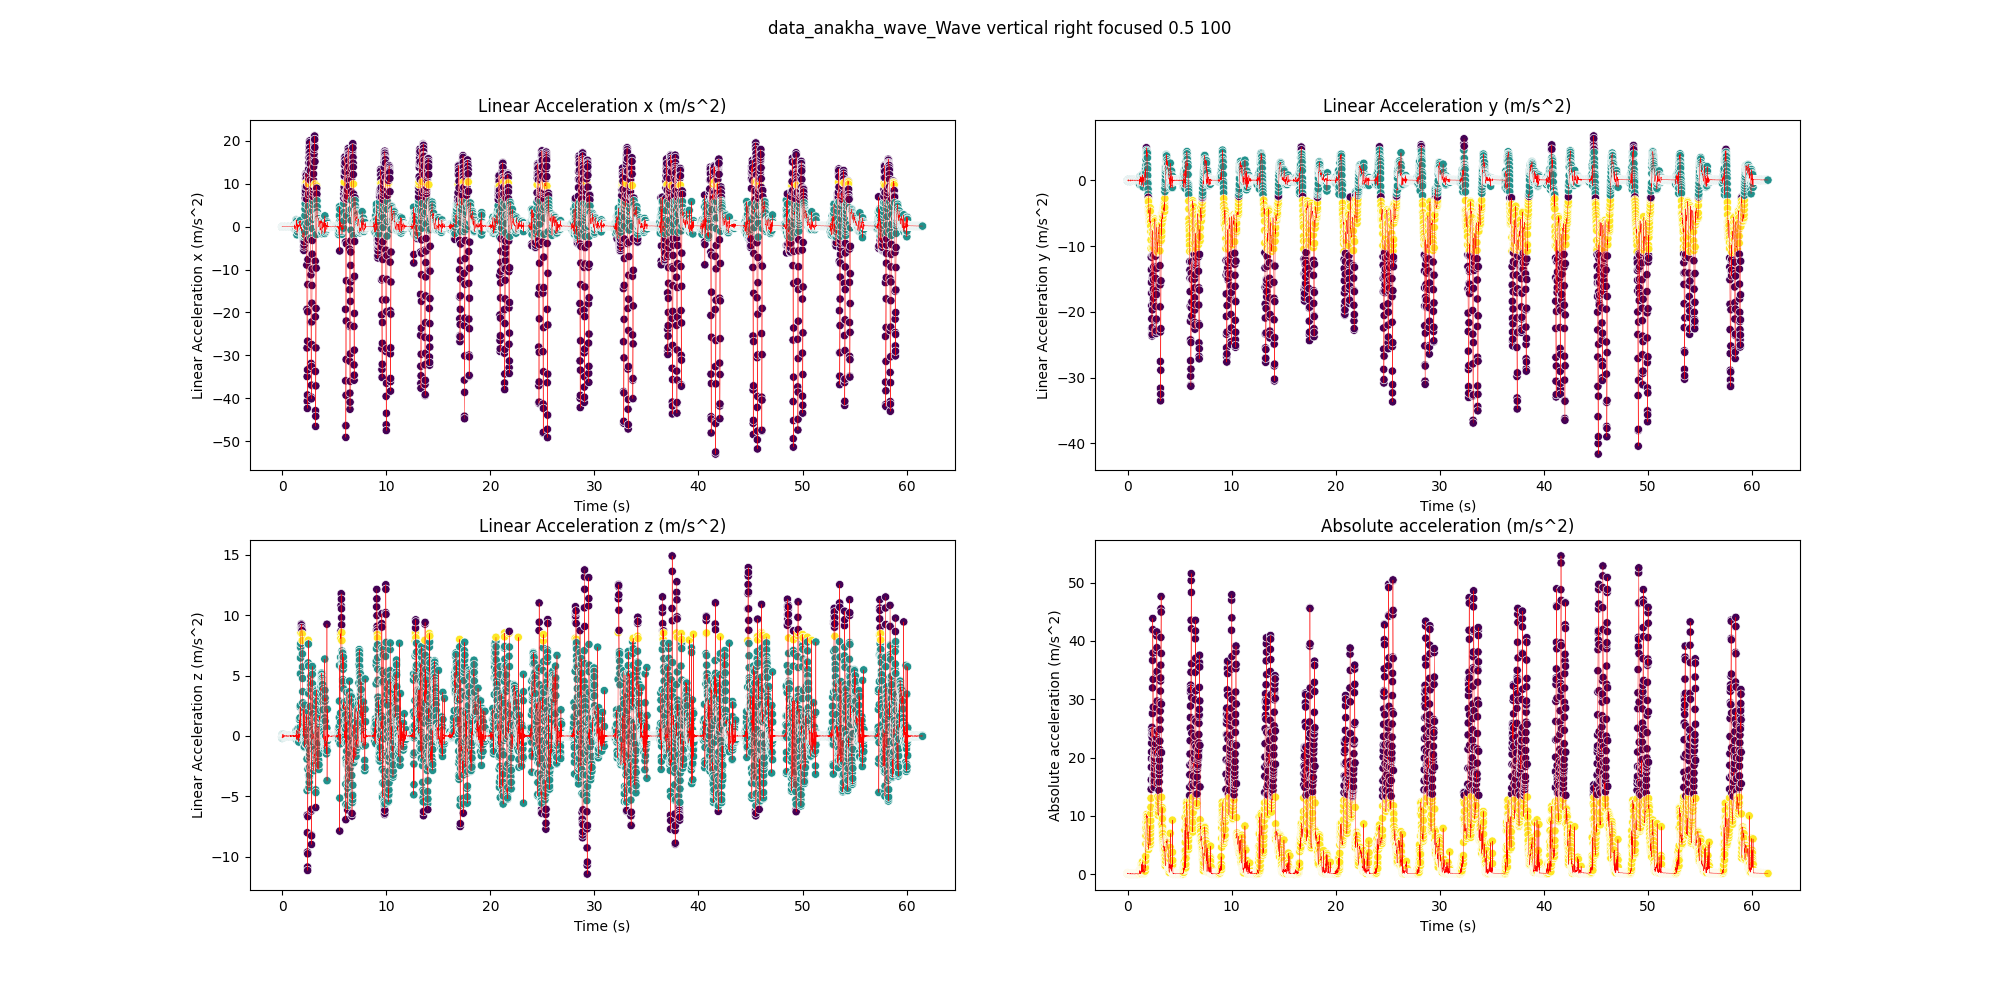 data_anakha_wave_Wave vertical right focused 0.5 100
Linear Acceleration x (m/s^2)
Linear Acceleration x (m/s^2)
20
10
0
−10
−20
−30
−40
−50
0 10 20 30 40 50 60
Time (s)
Linear Acceleration y (m/s^2)
Linear Acceleration y (m/s^2)
0
−10
−20
−30
−40
0 10 20 30 40 50 60
Time (s)
Linear Acceleration z (m/s^2)
Linear Acceleration z (m/s^2)
15
10
5
0
−5
−10
0 10 20 30 40 50 60
Time (s)
Absolute acceleration (m/s^2)
Absolute acceleration (m/s^2)
50
40
30
20
10
0
0 10 20 30 40 50 60
Time (s)